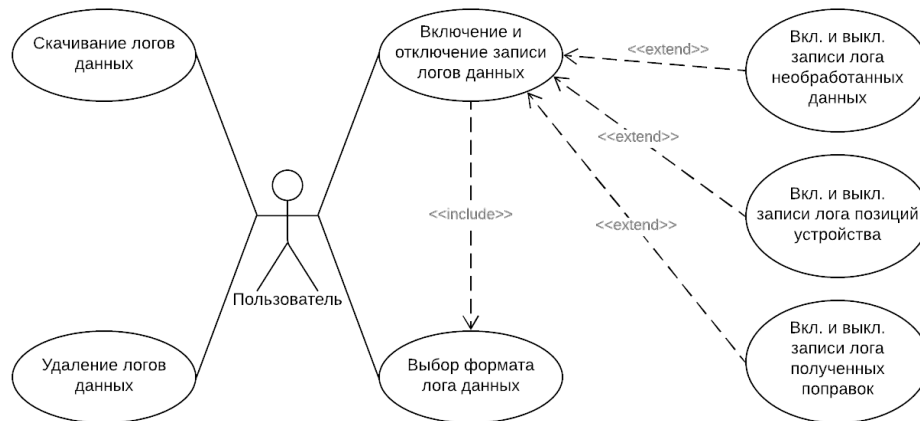 Скачивание логов
данных
Включение и
отключение записи
логов данных
<<extend>>
Вкл. и выкл.
записи лога
необработанных
данных
<<extend>>
Вкл. и выкл.
записи лога позиций
устройства
<<include>>
<<extend>>
Пользователь
Удаление логов
данных
Выбор формата
лога данных
Вкл. и выкл.
записи лога
полученных
поправок